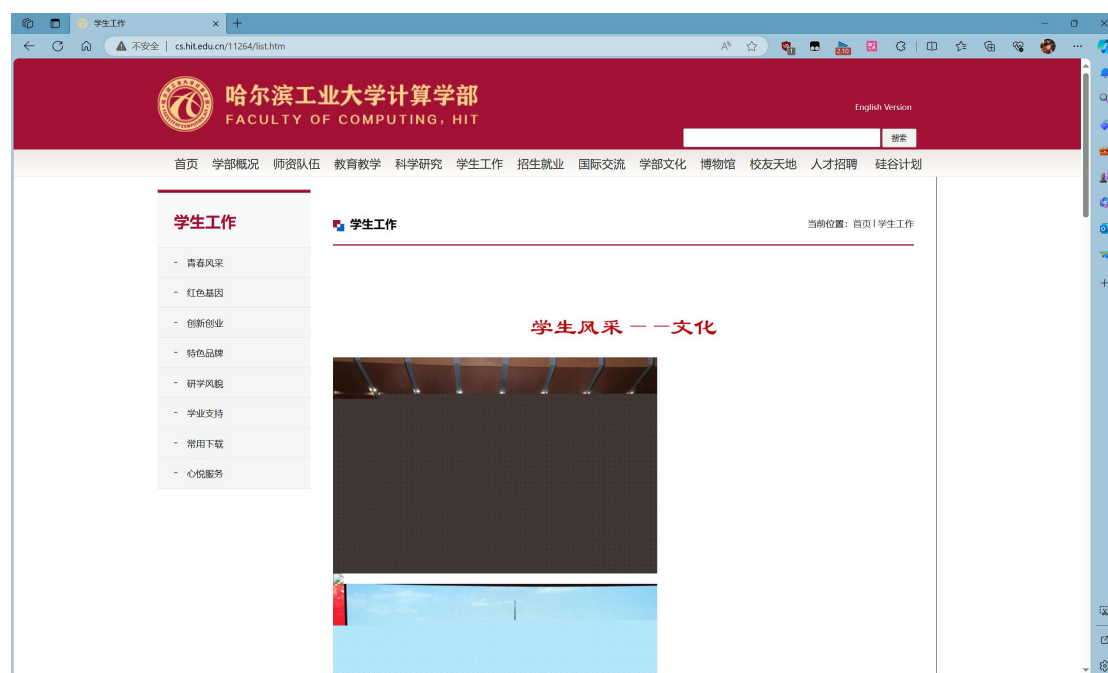 学生工作
不安全 | cs.hit.edu.cn/11264/list.htm
1
2.10
哈尔滨工业大学计算学部
FACULTY OF COMPUTING, HIT
English Version
搜索
首页 学部概况 师资队伍 教育教学 科学研究 学生工作 招生就业 国际交流 学部文化 博物馆 校友天地 人才招聘 硅谷计划
学生工作
学生工作
当前位置: 首页 | 学生工作
- 青春风采
- 红色基因
- 创新创业
- 特色品牌
- 研学风貌
- 学业支持
- 常用下载
- 心悦服务
学生风采－－文化